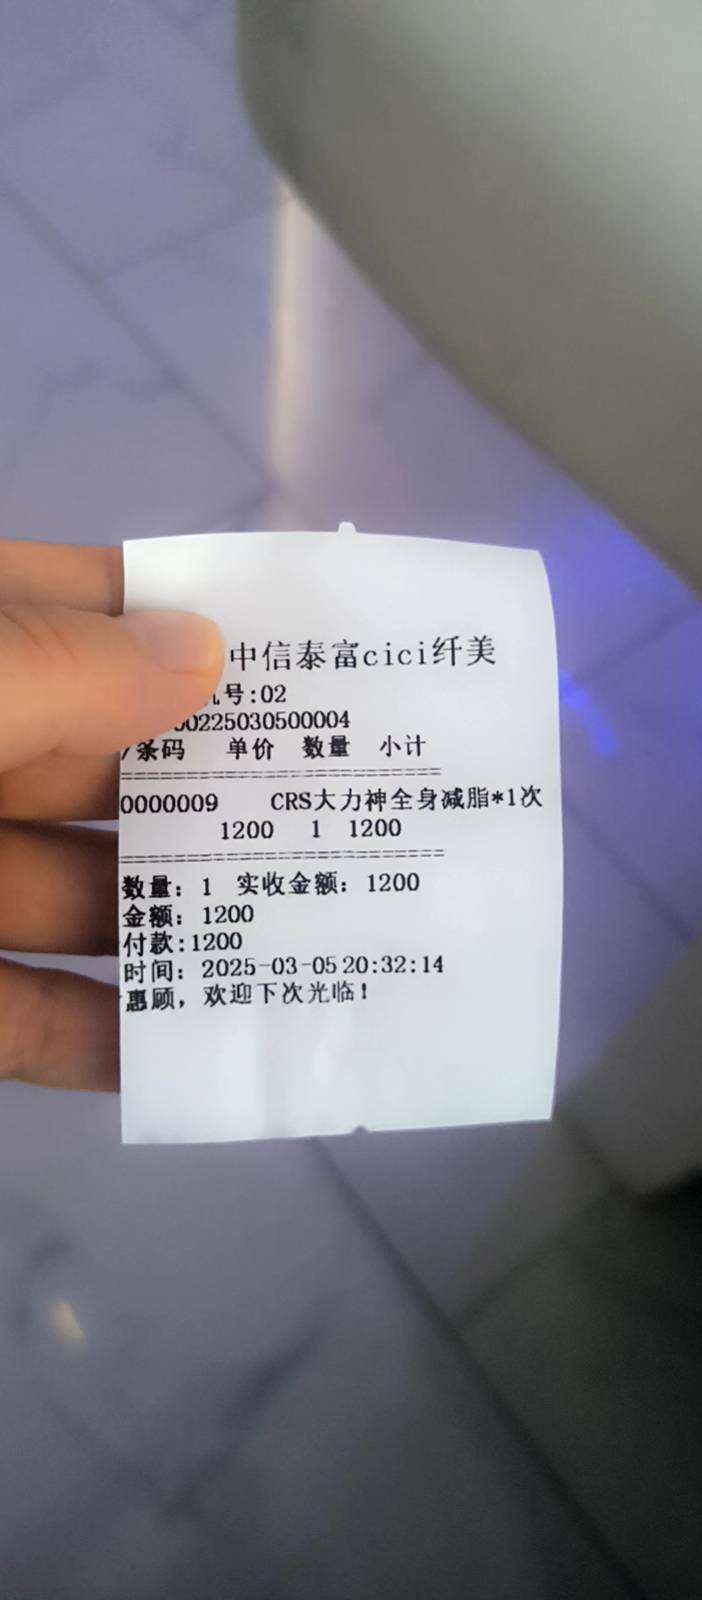 中信泰富cici纤美
号:02
00225030500004
/条码 单价 数量 小计
0000009 CRS大力神全身减脂*1次
1200 1 1200
数量: 1 实收金额: 1200
金额: 1200
付款:1200
时间: 2025-03-05 20:32:14
惠顾, 欢迎下次光临!